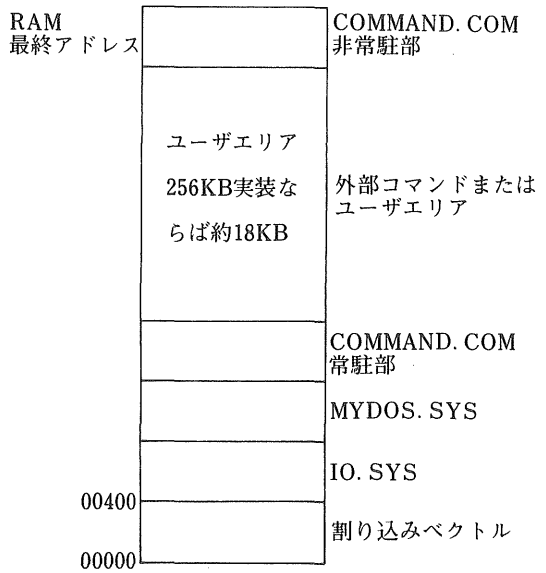 RAM
最終アドレス
COMMAND. COM
非常駐部
ユーザエリア
256KB実装な
らば約18KB
外部コマンドまたは
ユーザエリア
COMMAND. COM
常駐部
MYDOS. SYS
IO. SYS
00400
割り込みベクトル
00000